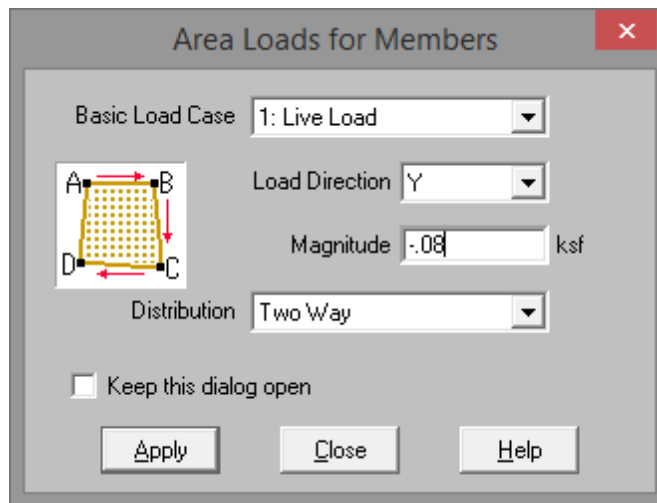 Area Loads for Members
Basic Load Case 1: Live Load
A B
Load Direction Y
Magnitude -.08 ksf
D C
Distribution Two Way
Keep this dialog open
Apply Close Help